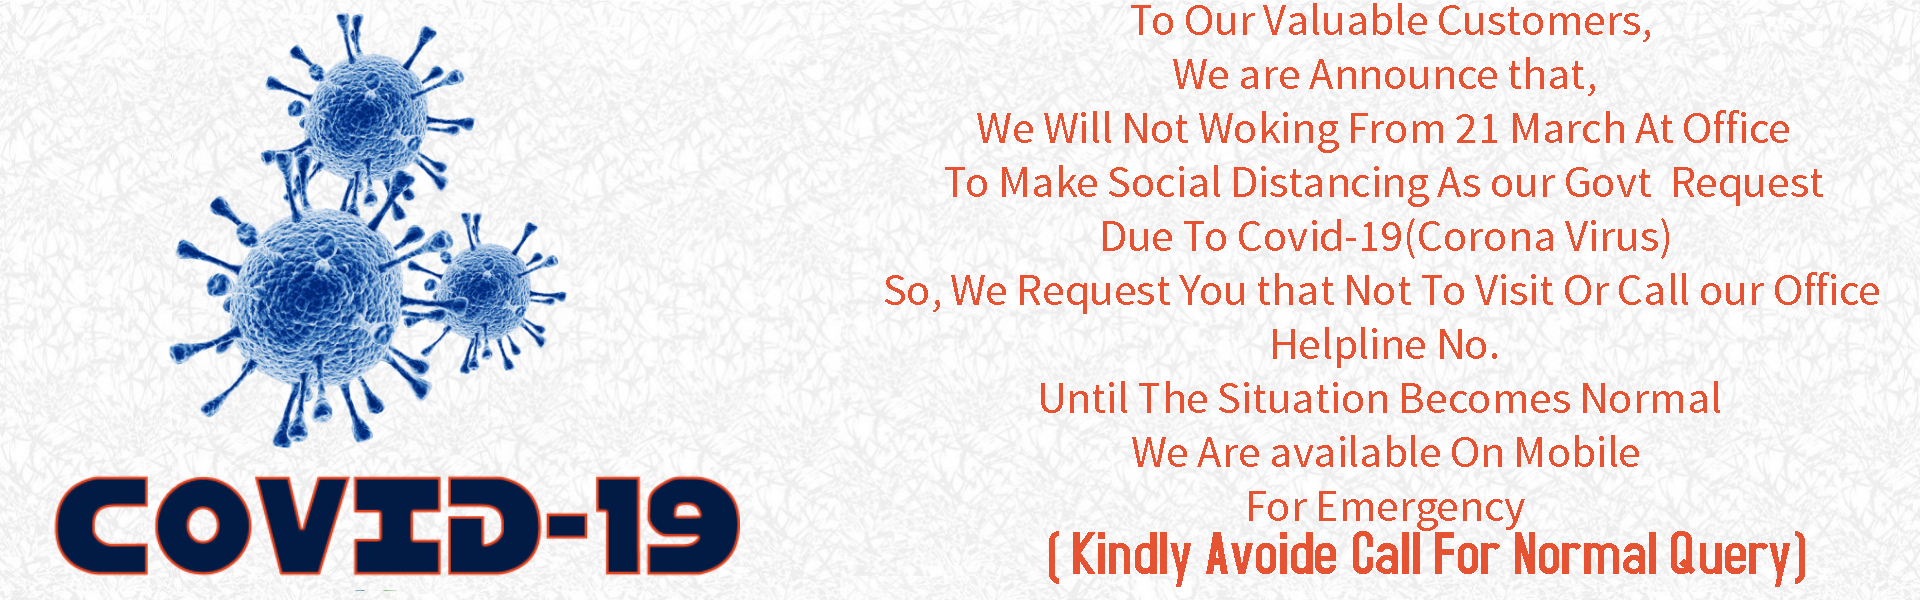 To Our Valuable Customers,
We are Announce that,
We Will Not Woking From 21 March At Office
To Make Social Distancing As our Govt  Request
Due To Covid-19(Corona Virus)
So, We Request You that Not To Visit Or Call our Office
Helpline No.
Until The Situation Becomes Normal
We Are available On Mobile
For Emergency
( Kindly Avoide Call For Normal Query)
COVID-19